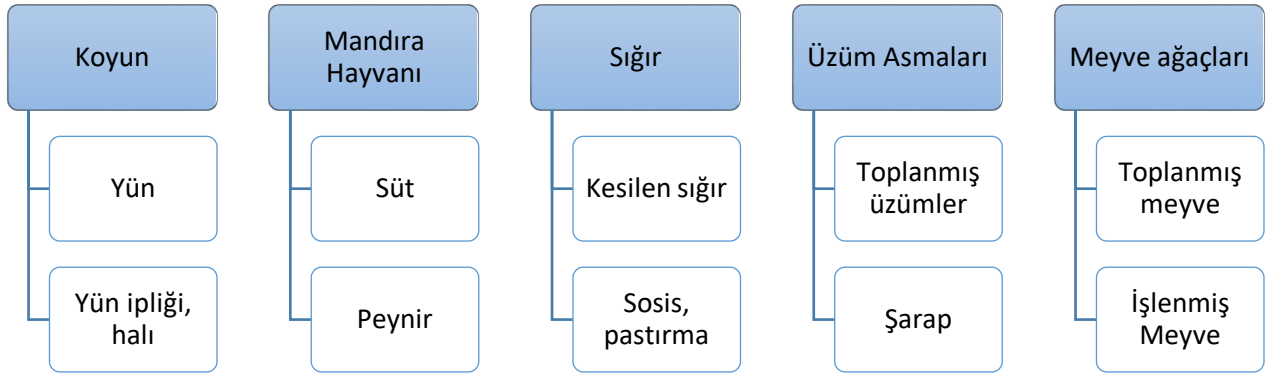 Koyun
Mandıra
Hayvanı
Sığır
Üzüm Asmaları
Meyve ağaçları
Yün
Süt
Kesilen sığır
Toplanmış
üzümler
Toplanmış
meyve
Yün ipliği,
halı
Peynir
Sosis,
pastırma
Şarap
İşlenmiş
Meyve